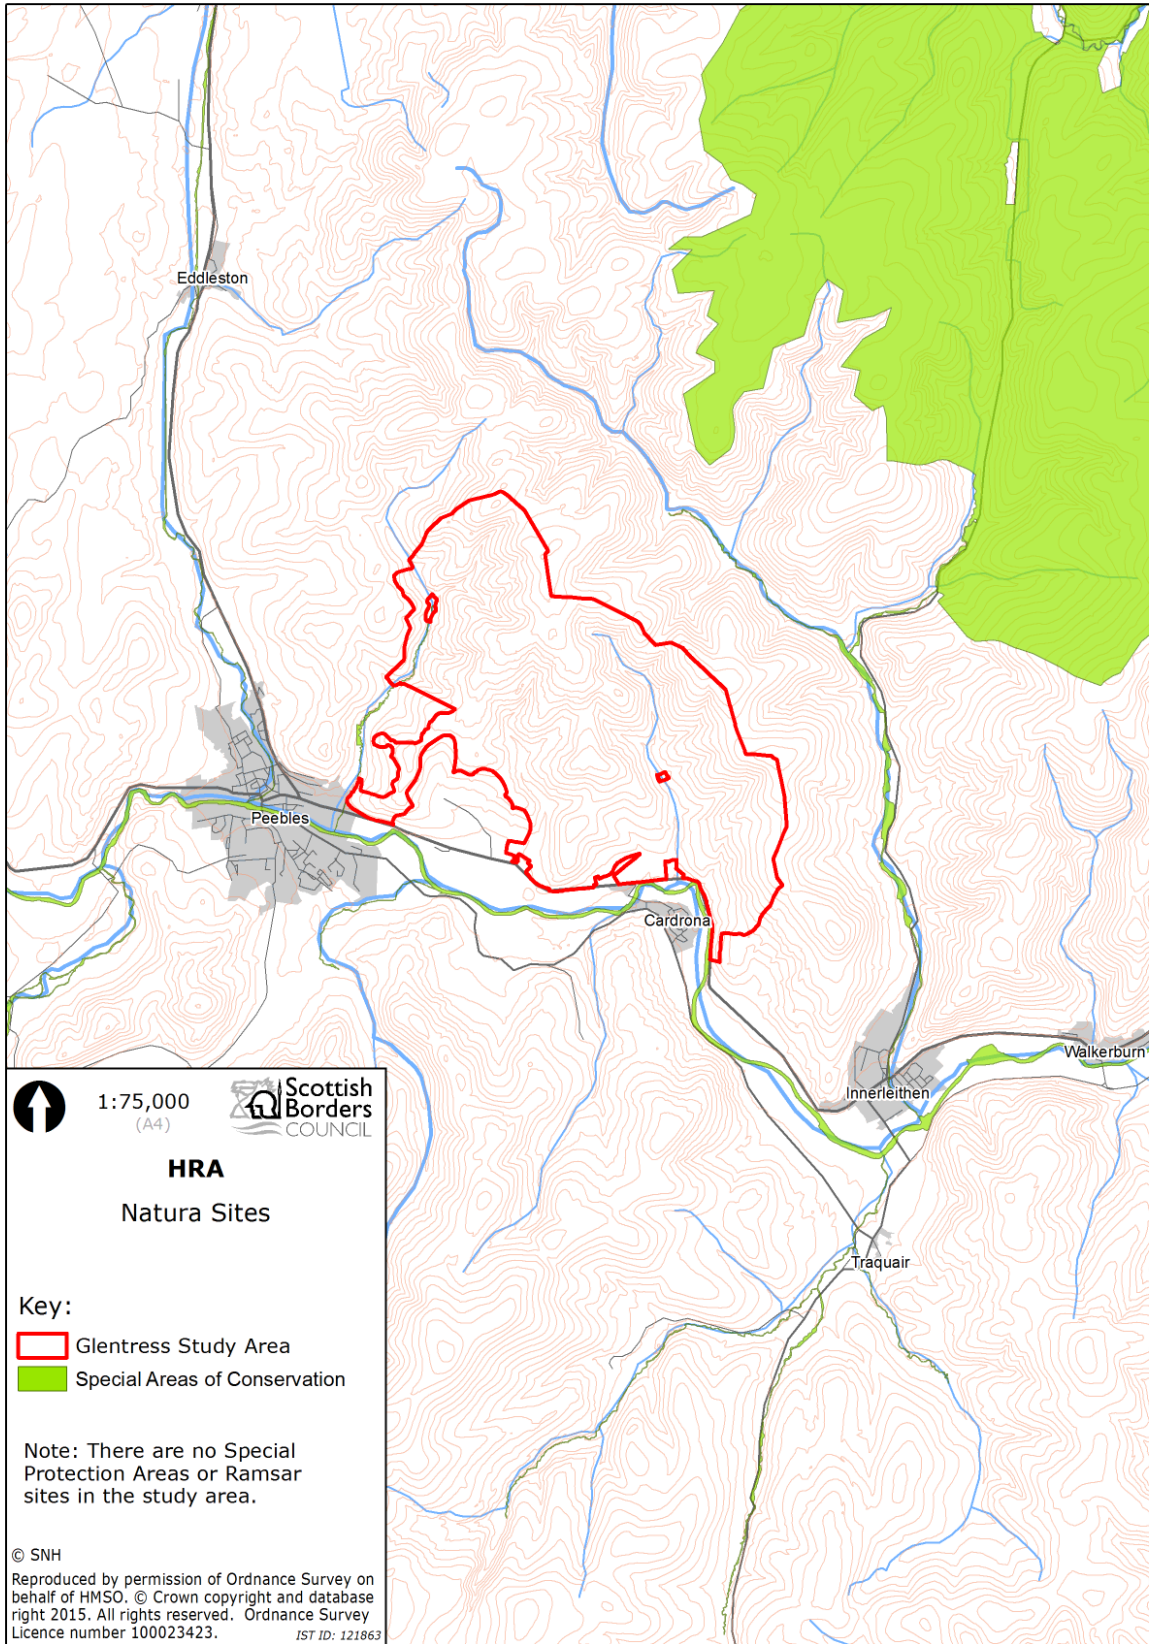 Eddleston
Peebles
Cardrona
Innerleithen
Walkerburn
Traquair
1:75,000
(A4)
Scottish
Borders
COUNCIL
HRA
Natura Sites
Key:
Glentress Study Area
Special Areas of Conservation
Note: There are no Special
Protection Areas or Ramsar
sites in the study area.
© SNH
Reproduced by permission of Ordnance Survey on
behalf of HMSO. © Crown copyright and database
right 2015. All rights reserved. Ordnance Survey
Licence number 100023423.
IST ID: 121863